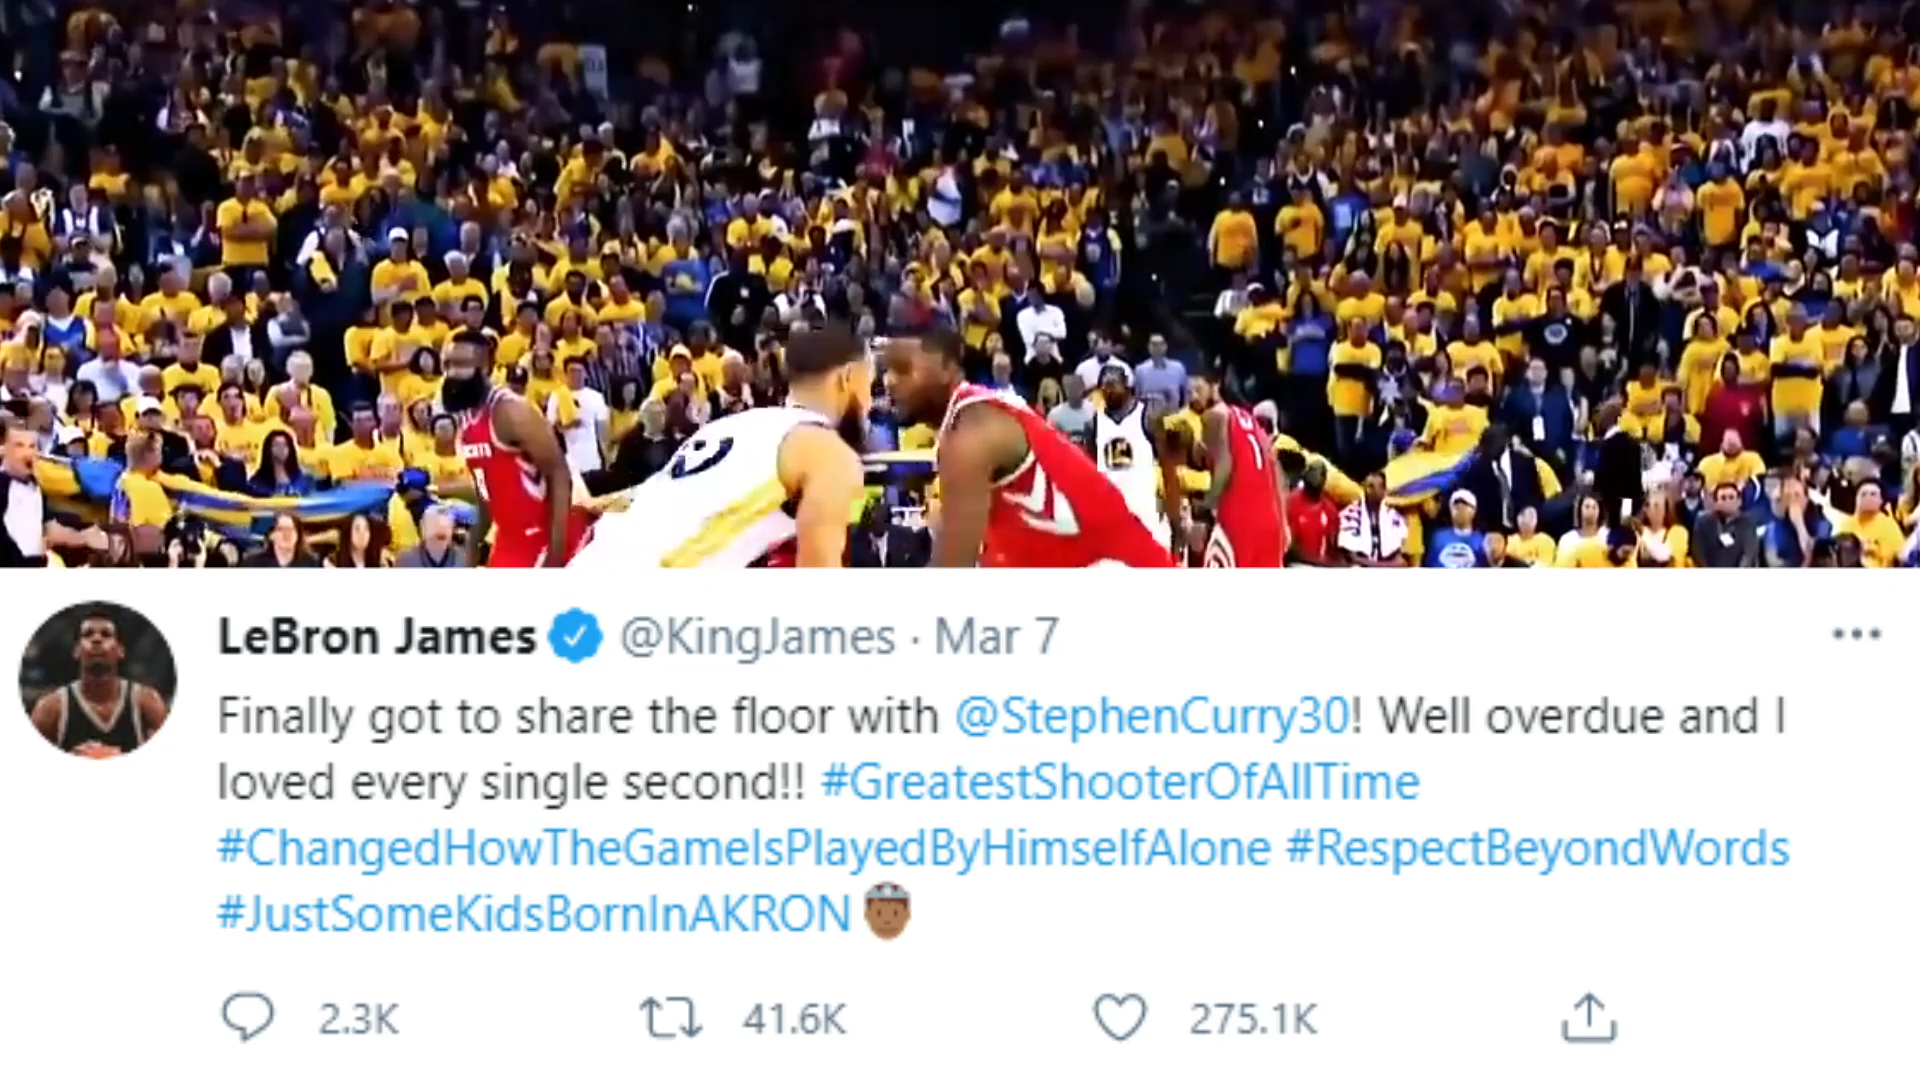 LeBron James @KingJames · Mar 7
Finally got to share the floor with @StephenCurry30! Well overdue and I
loved every single second!! #GreatestShooterOfAllTime
#ChangedHowTheGameIsPlayedByHimselfAlone #RespectBeyondWords
#JustSomeKidsBornInAKRON
2.3K 41.6K 275.1K